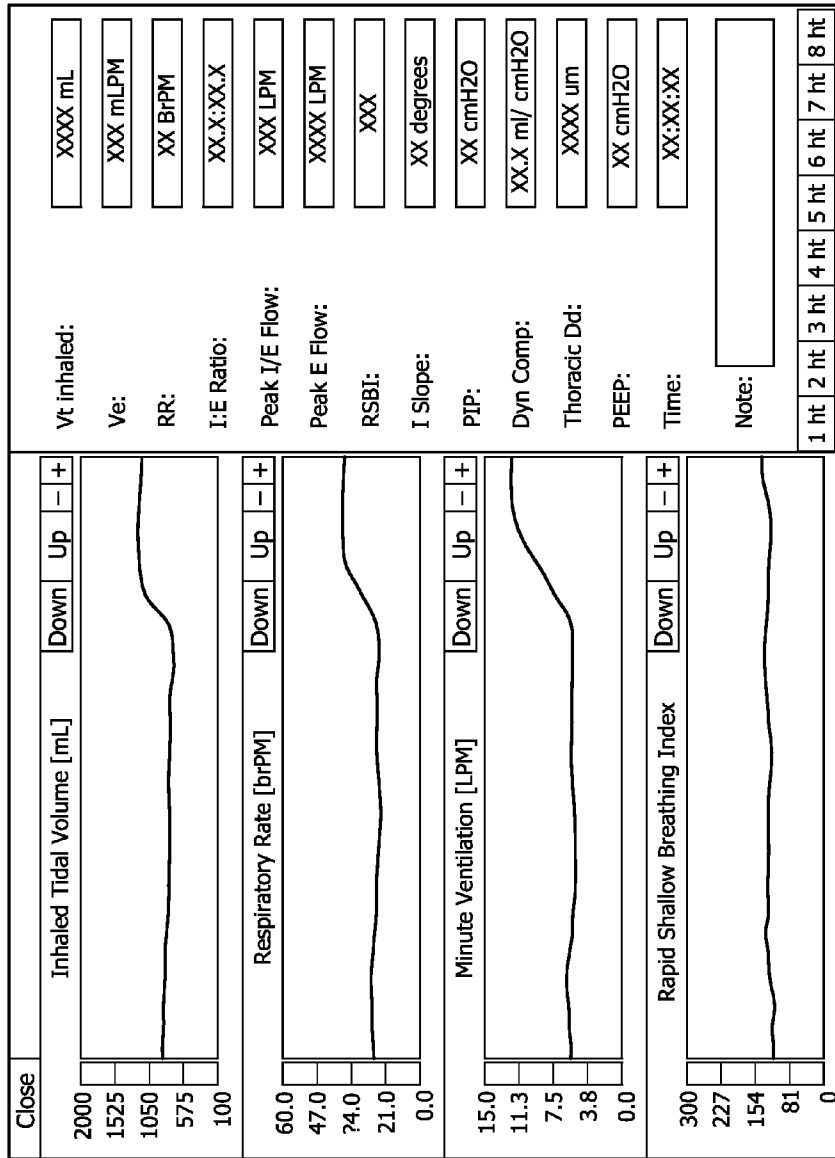 Close
Inhaled Tidal Volume [mL]
Down Up − +
2000
1525
1050
575
100
Respiratory Rate [brPM]
Down Up − +
60.0
47.0
?4.0
21.0
0.0
Minute Ventilation [LPM]
Down Up − +
15.0
11.3
7.5
3.8
0.0
Rapid Shallow Breathing Index
Down Up − +
300
227
154
81
0
Vt inhaled: XXXX mL
Ve: XXX mLPM
RR: XX BrPM
I:E Ratio: XX.X:XX.X
Peak I/E Flow: XXX LPM
Peak E Flow: XXXX LPM
RSBI: XXX
I Slope: XX degrees
PIP: XX cmH2O
Dyn Comp: XX.X ml/ cmH2O
Thoracic Dd: XXXX um
PEEP: XX cmH2O
Time: XX:XX:XX
Note:
1 ht 2 ht 3 ht 4 ht 5 ht 6 ht 7 ht 8 ht